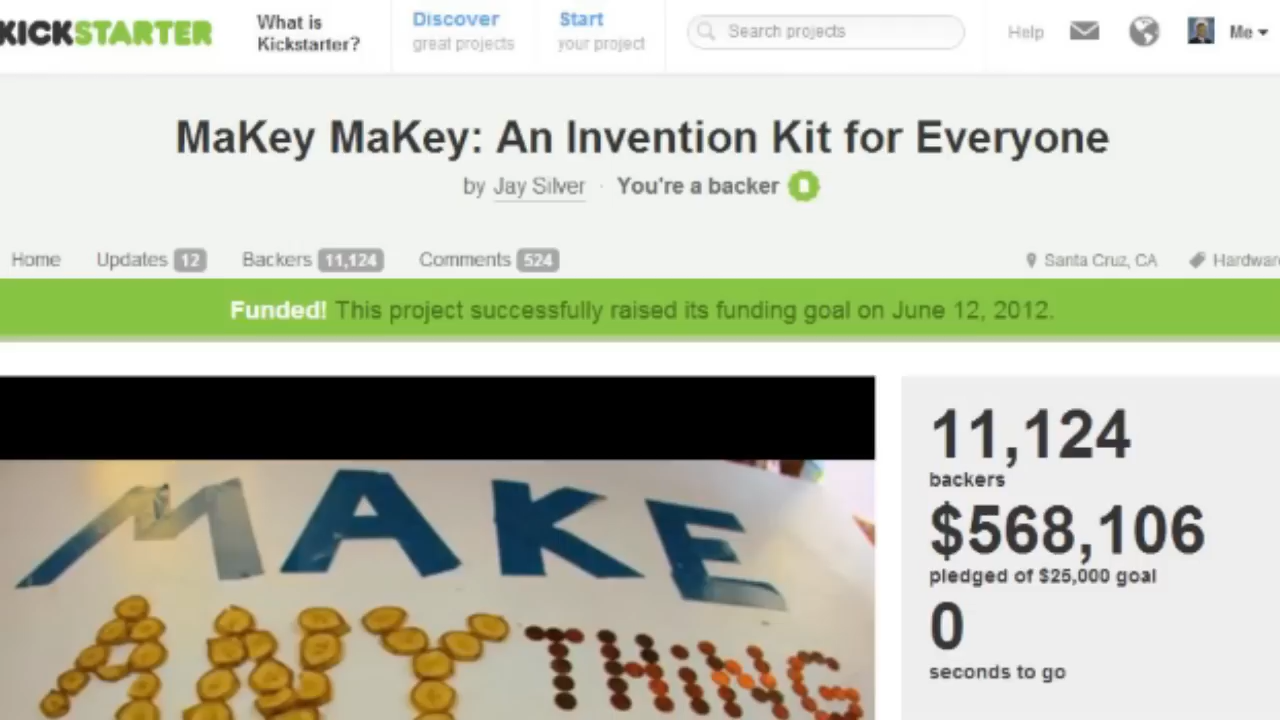 KICKSTARTER
What is
Kickstarter?
Discover
great projects
Start
your project
Search projects
Help
Me
MaKey MaKey: An Invention Kit for Everyone
by Jay Silver · You're a backer
Home Updates 12 Backers 11,124 Comments 524
Santa Cruz, CA
Hardwar
Funded! This project successfully raised its funding goal on June 12, 2012.
MAKE
ANYTHING
11,124
backers
$568,106
pledged of $25,000 goal
0
seconds to go